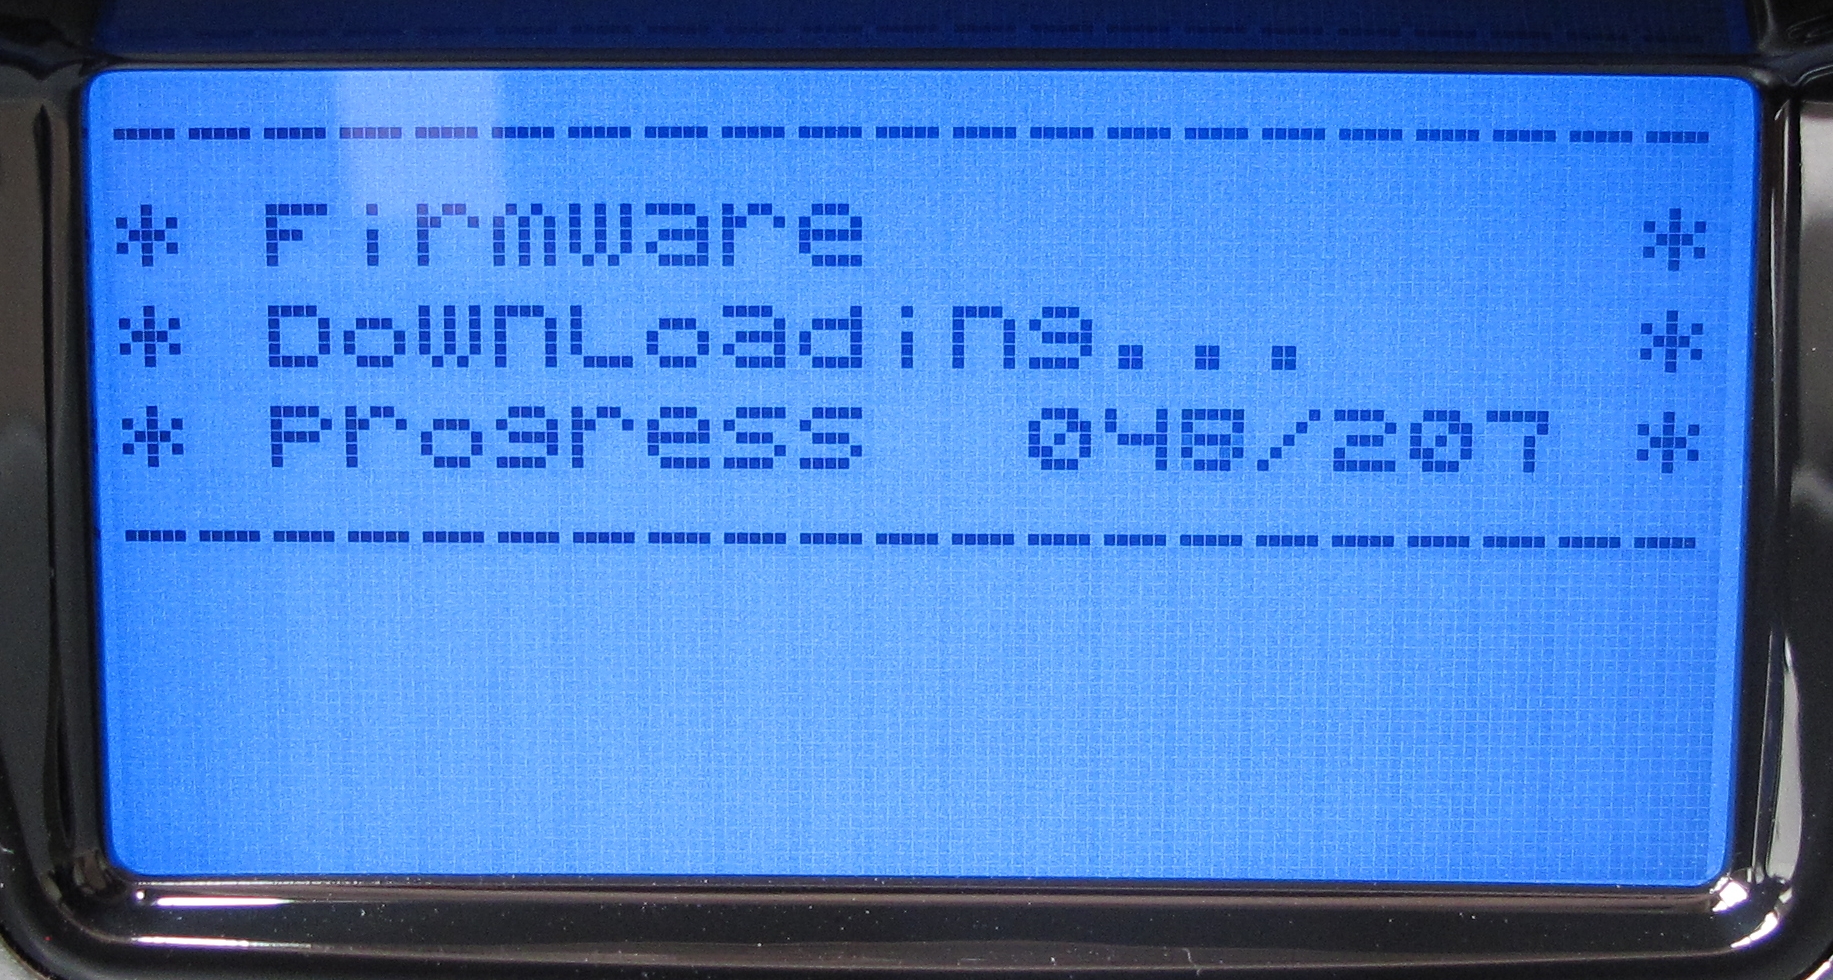 ---------------------
* Firmware *
* Downloading... *
* Progress 048/207 *
---------------------